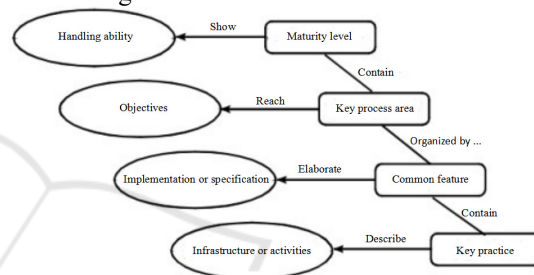 Handling ability
Show
Maturity level
Contain
Objectives
Reach
Key process area
Organized by ...
Implementation or specification
Elaborate
Common feature
Contain
Infrastructure or activities
Describe
Key practice